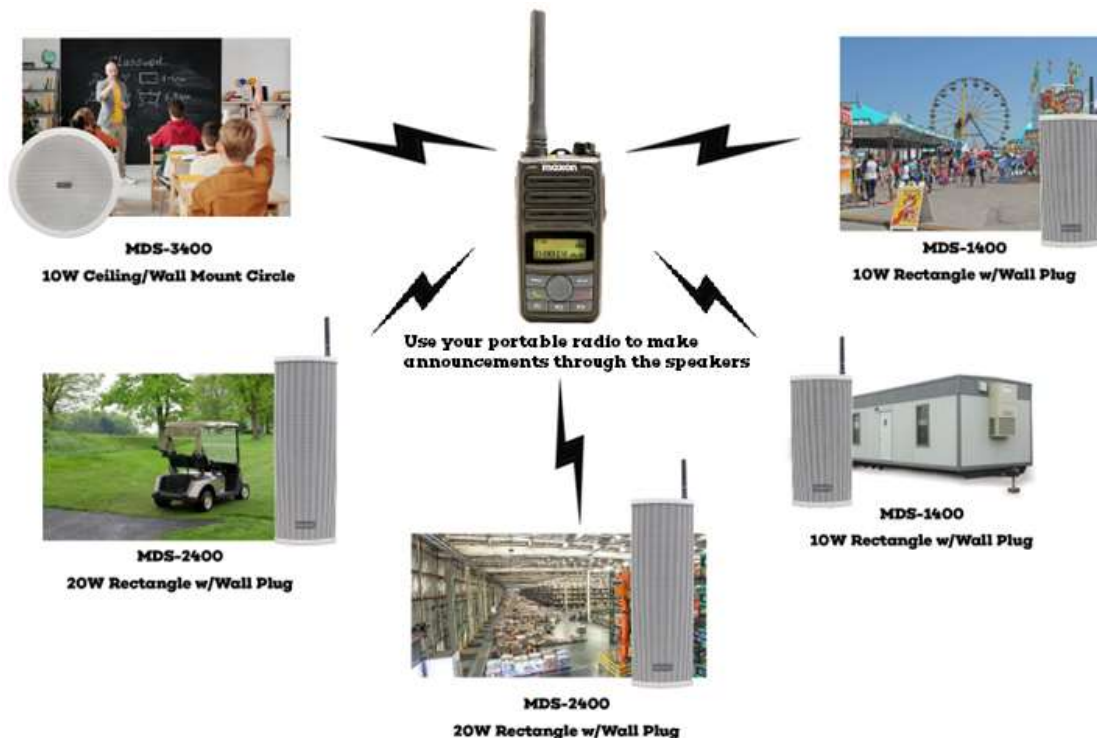 Classwork
maxon
MDS-3400
10W Ceiling/Wall Mount Circle
MDS-1400
10W Rectangle w/Wall Plug
Use your portable radio to make
announcements through the speakers
MDS-2400
20W Rectangle w/Wall Plug
MDS-1400
10W Rectangle w/Wall Plug
MDS-2400
20W Rectangle w/Wall Plug